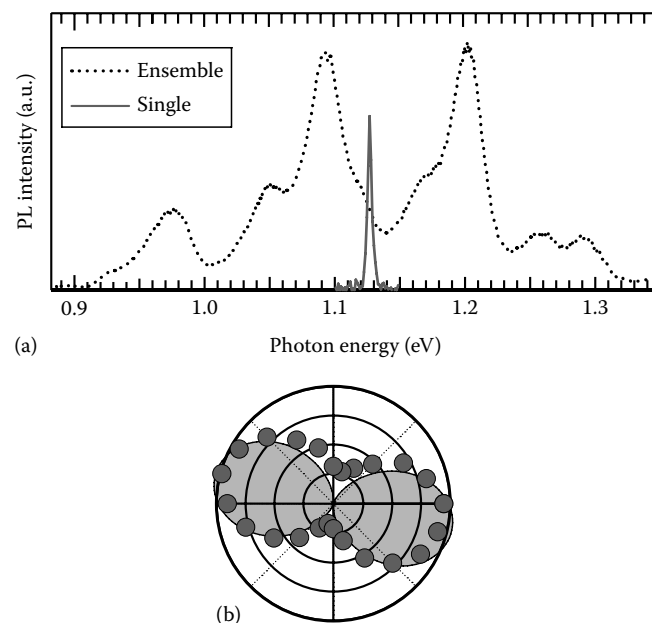 PL intensity (a.u.)
Ensemble
Single
0.9 1.0 1.1 1.2 1.3
(a)
Photon energy (eV)
(b)